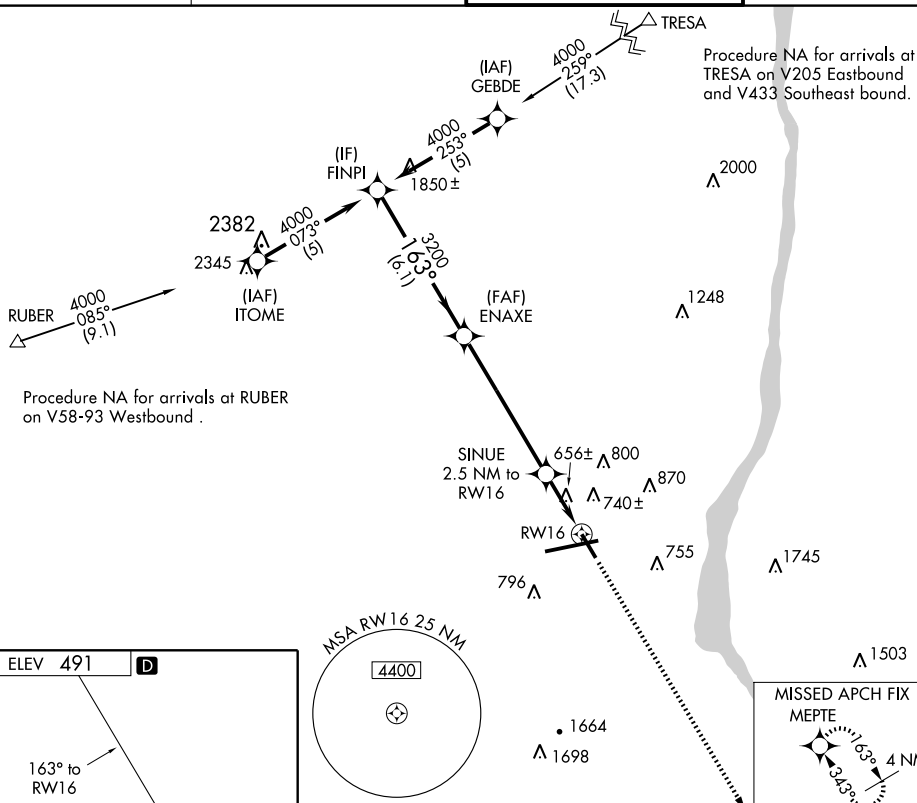 TRESA
Procedure NA for arrivals at
TRESA on V205 Eastbound
and V433 Southeast bound.
4000
259°
(17.3)
(IAF)
GEBDE
4000
253°
(5)
(IF)
FINPI
1850±
2000
2382
4000
073°
(5)
2345
(IAF)
ITOME
3200
163°
(6.1)
RUBER
4000
085°
(9.1)
(FAF)
ENAXE
1248
Procedure NA for arrivals at RUBER
on V58-93 Westbound .
SINUE
2.5 NM to
RW16
656±
800
870
740±
RW16
755
1745
796
MSA RW16 25 NM
4400
1503
ELEV 491
D
163° to
RW16
1664
1698
MISSED APCH FIX
MEPTE
163°
4 NM
343°